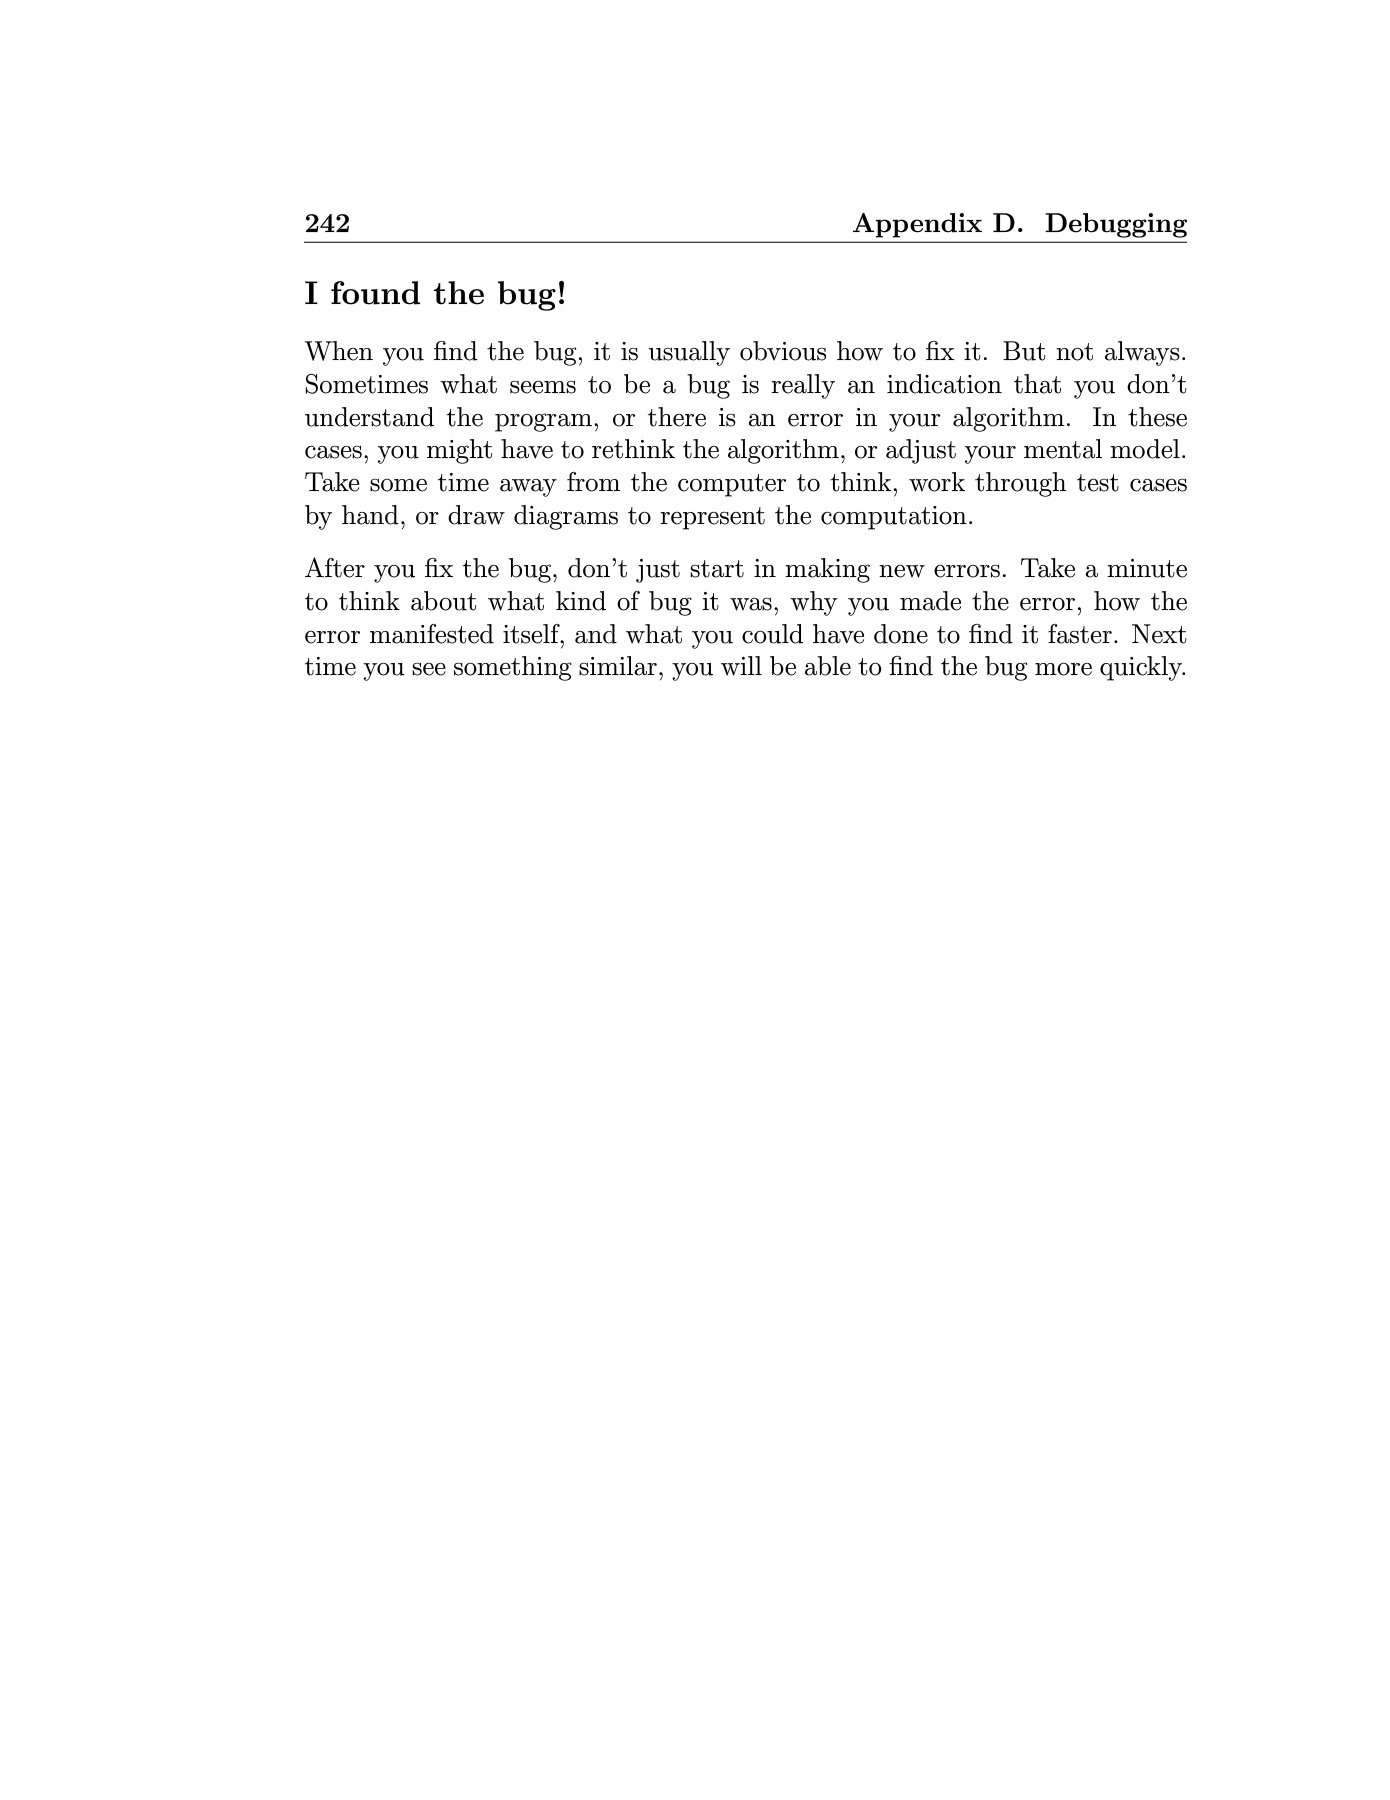 242 Appendix D. Debugging
I found the bug!
When you find the bug, it is usually obvious how to fix it. But not always.
Sometimes what seems to be a bug is really an indication that you don’t
understand the program, or there is an error in your algorithm. In these
cases, you might have to rethink the algorithm, or adjust your mental model.
Take some time away from the computer to think, work through test cases
by hand, or draw diagrams to represent the computation.
After you fix the bug, don’t just start in making new errors. Take a minute
to think about what kind of bug it was, why you made the error, how the
error manifested itself, and what you could have done to find it faster. Next
time you see something similar, you will be able to find the bug more quickly.